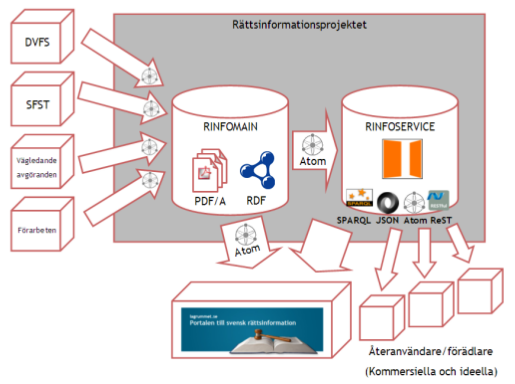 Rättsinformationsprojektet
DVFS
SFST
Vägledande
avgöranden
Förarbeten
RINFOMAIN
PDF/A
RDF
Atom
RINFOSERVICE
SPARQL
SPARQL JSON Atom ReST
Atom
lagrummet.se
Portalen till svensk rättsinformation
Återanvändare/förädlare
(Kommersiella och ideella)